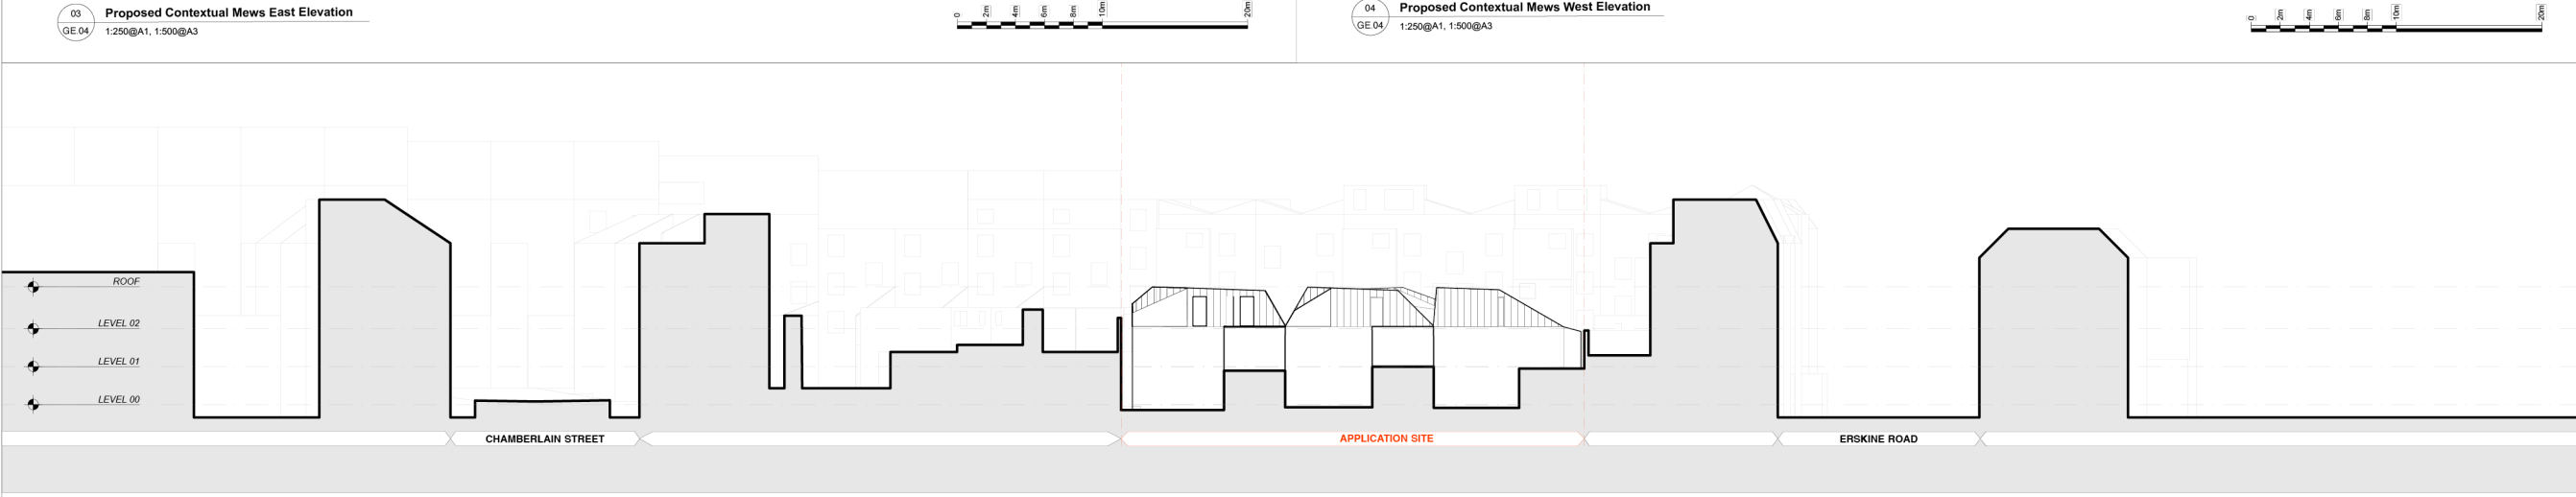 03
GE.04
Proposed Contextual Mews East Elevation
1:250@A1, 1:500@A3
0 2m 4m 6m 8m 10m 20m
04
GE.04
Proposed Contextual Mews West Elevation
1:250@A1, 1:500@A3
0 2m 4m 6m 8m 10m 20m
ROOF
LEVEL 02
LEVEL 01
LEVEL 00
CHAMBERLAIN STREET
APPLICATION SITE
ERSKINE ROAD